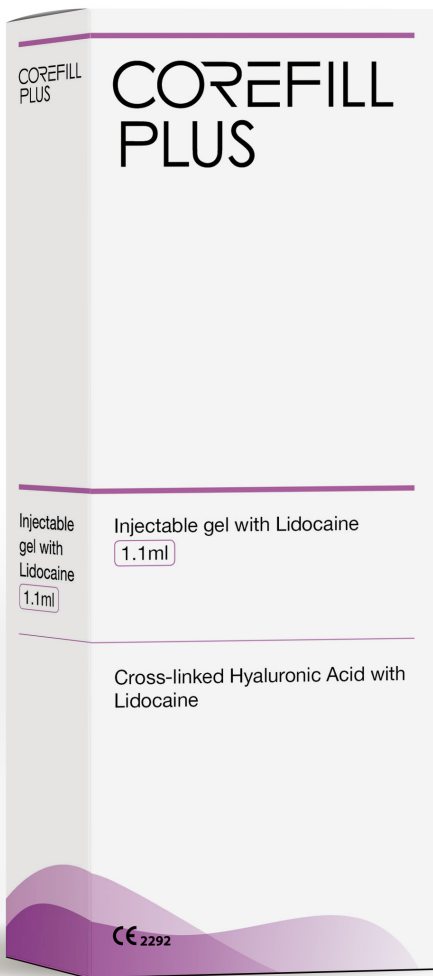 COREFILL
PLUS
COREFILL
PLUS
Injectable
gel with
Lidocaine
1.1ml
Injectable gel with Lidocaine
1.1ml
Cross-linked Hyaluronic Acid with
Lidocaine
CE 2292